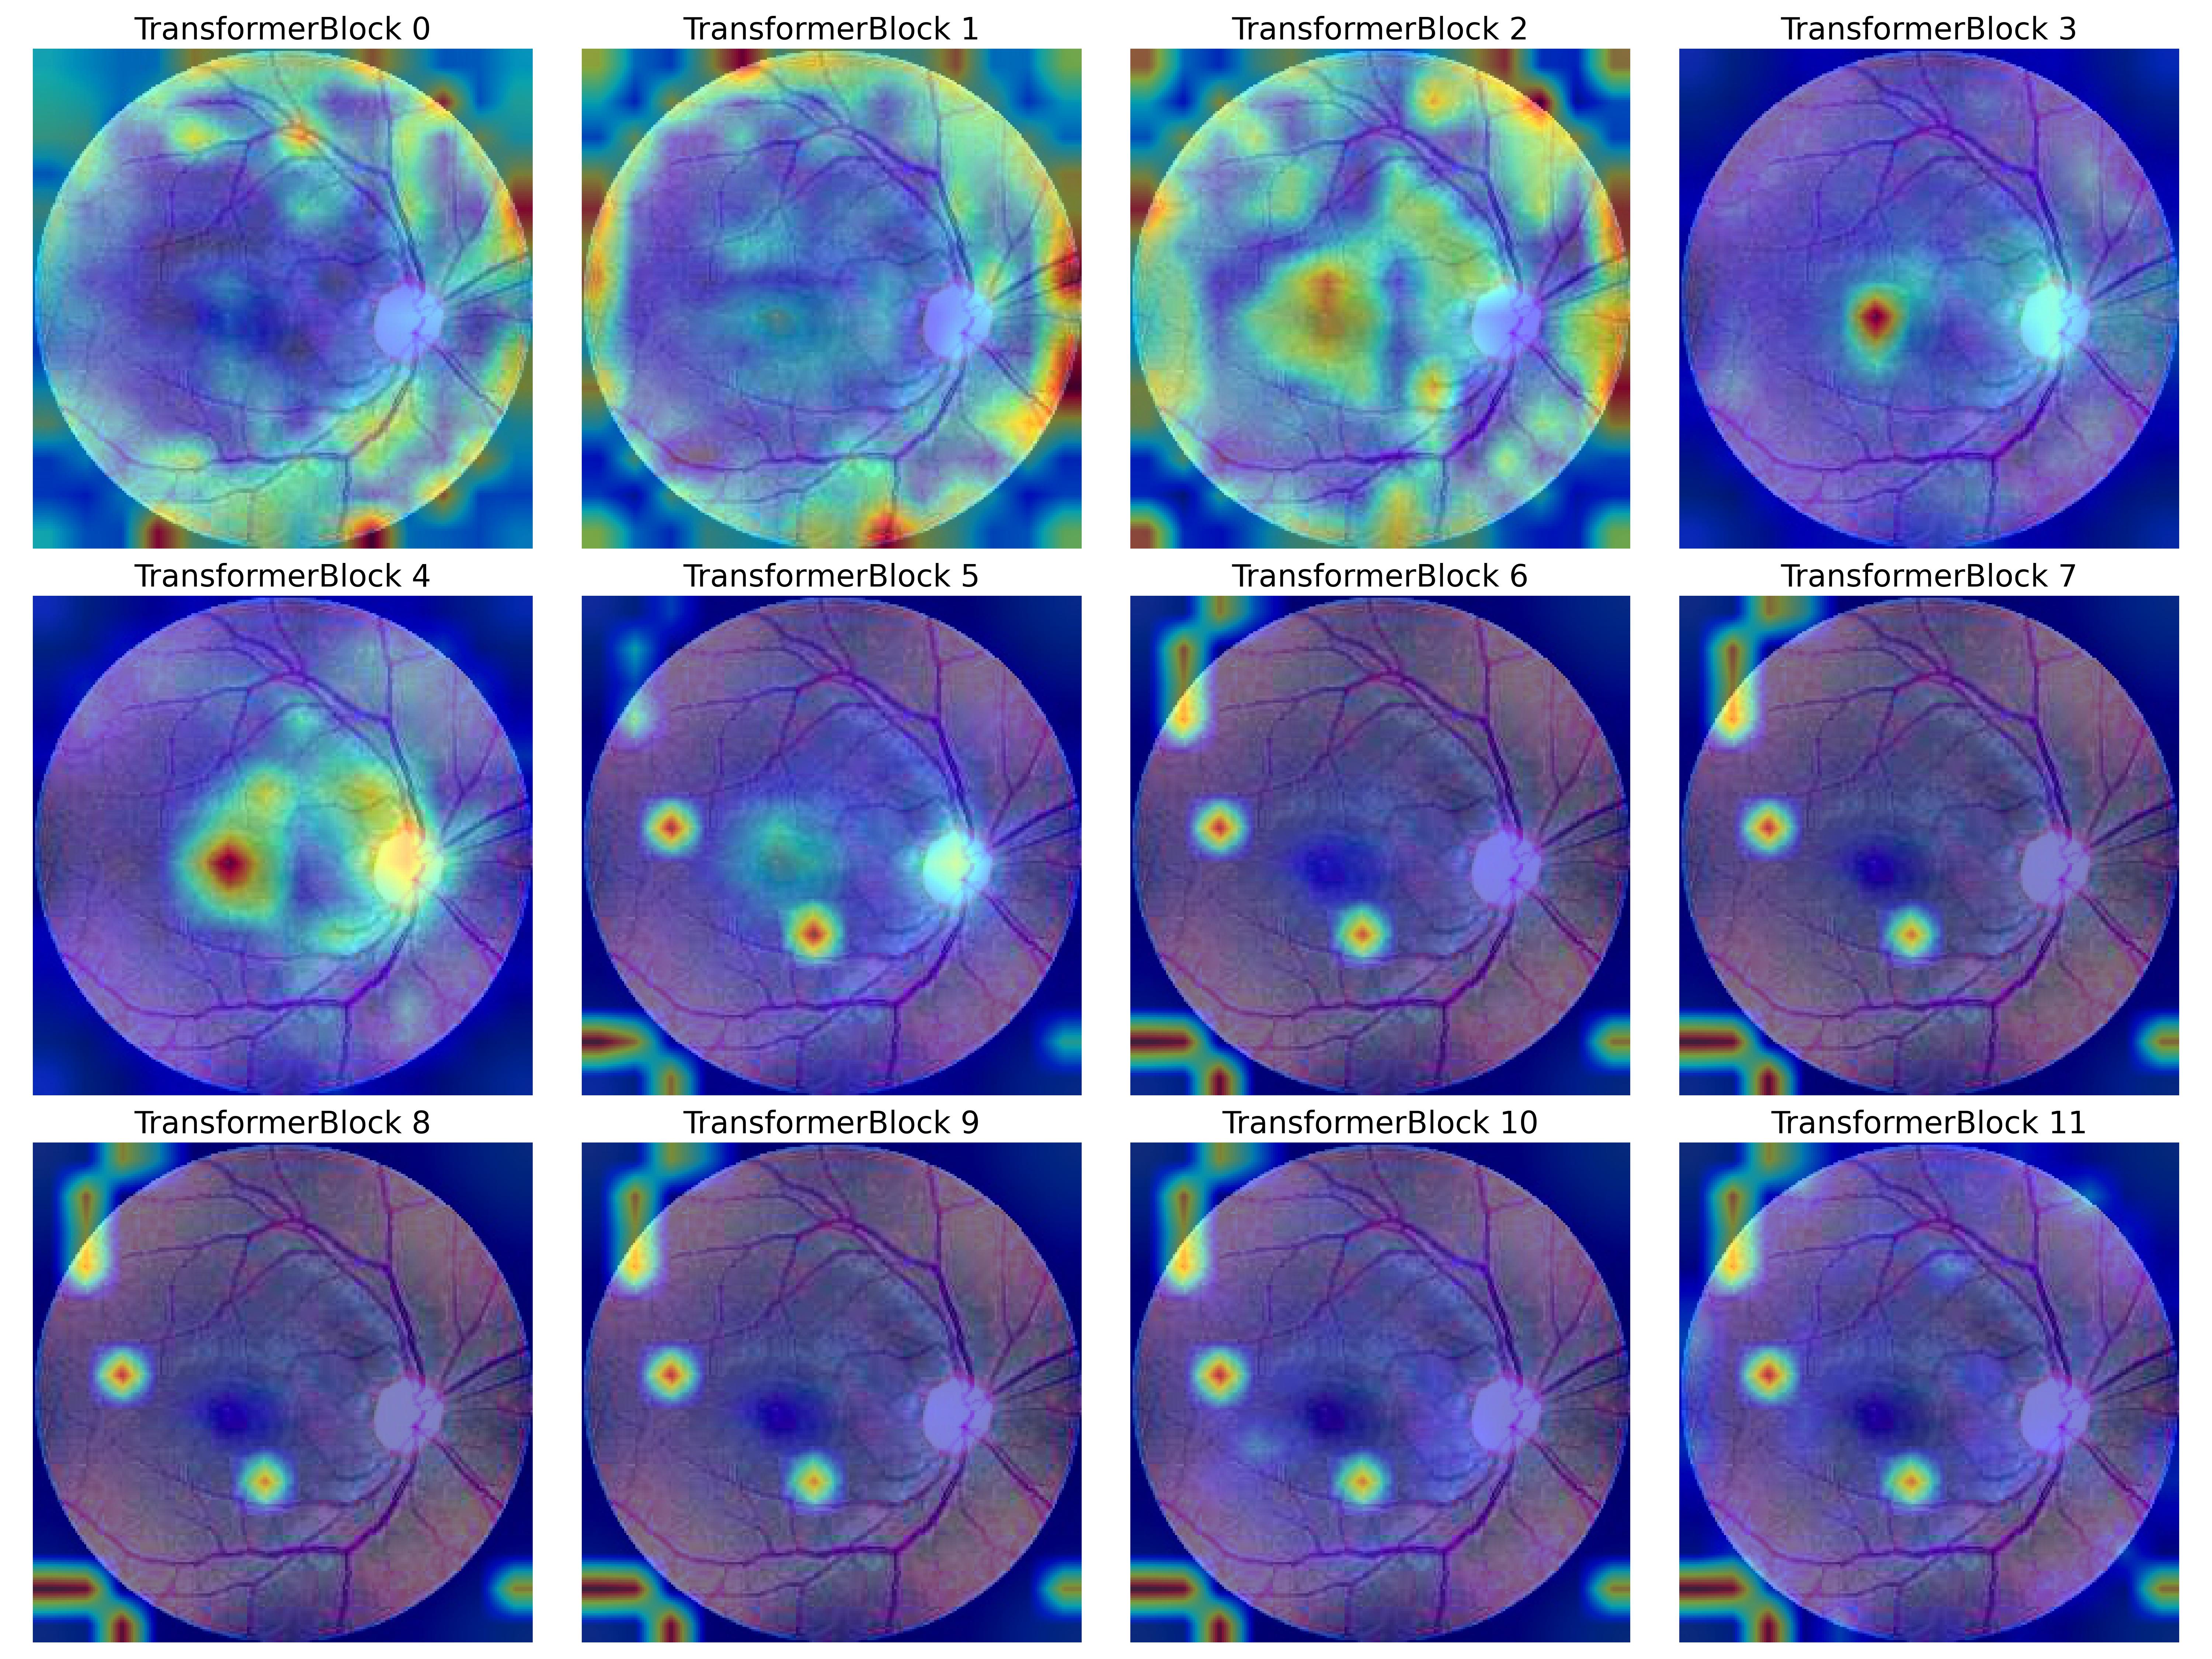 TransformerBlock 0
TransformerBlock 1
TransformerBlock 2
TransformerBlock 3
TransformerBlock 4
TransformerBlock 5
TransformerBlock 6
TransformerBlock 7
TransformerBlock 8
TransformerBlock 9
TransformerBlock 10
TransformerBlock 11